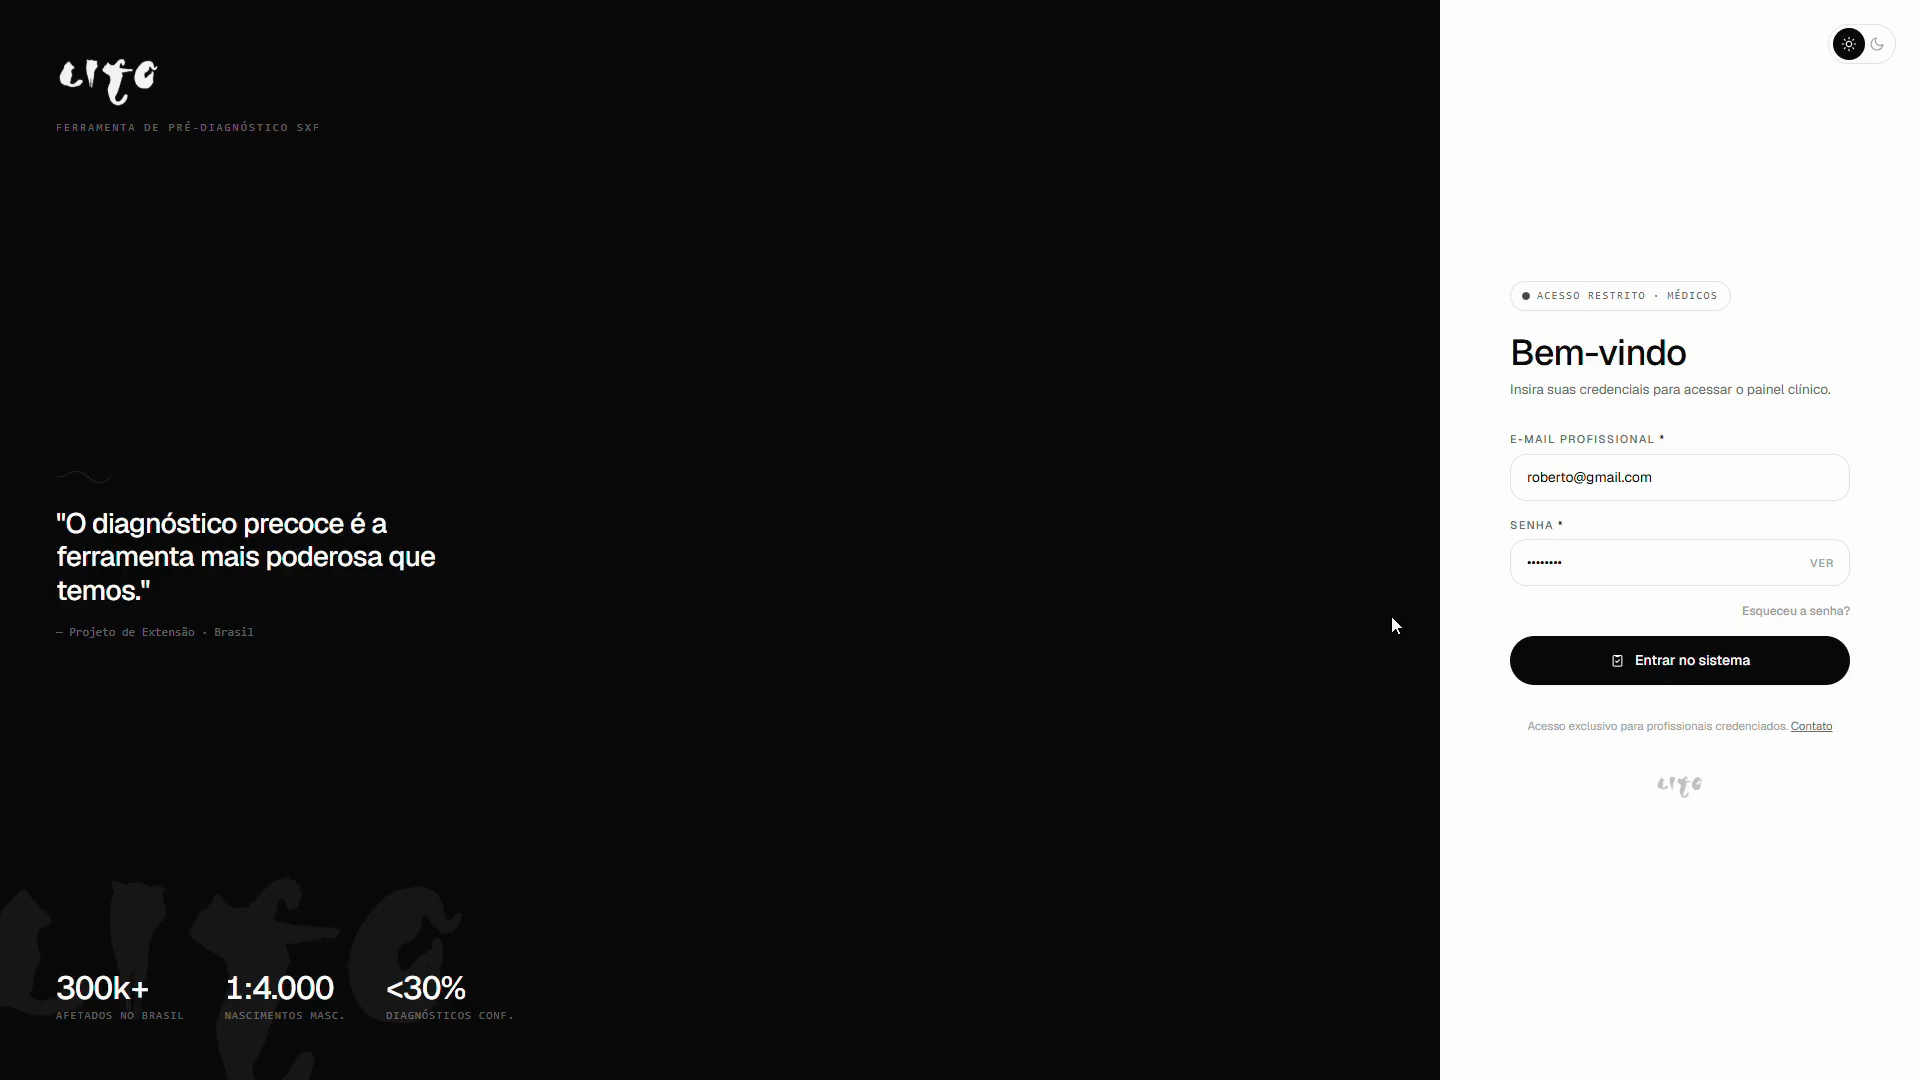 lito
FERRAMENTA DE PRÉ-DIAGNÓSTICO SXF
"O diagnóstico precoce é a
ferramenta mais poderosa que
temos."
— Projeto de Extensão · Brasil
300k+
AFETADOS NO BRASIL
1:4.000
NASCIMENTOS MASC.
<30%
DIAGNÓSTICOS CONF.
ACESSO RESTRITO · MÉDICOS
Bem-vindo
Insira suas credenciais para acessar o painel clínico.
E-MAIL PROFISSIONAL *
roberto@gmail.com
SENHA *
••••••••
VER
Esqueceu a senha?
Entrar no sistema
Acesso exclusivo para profissionais credenciados. Contato
lito